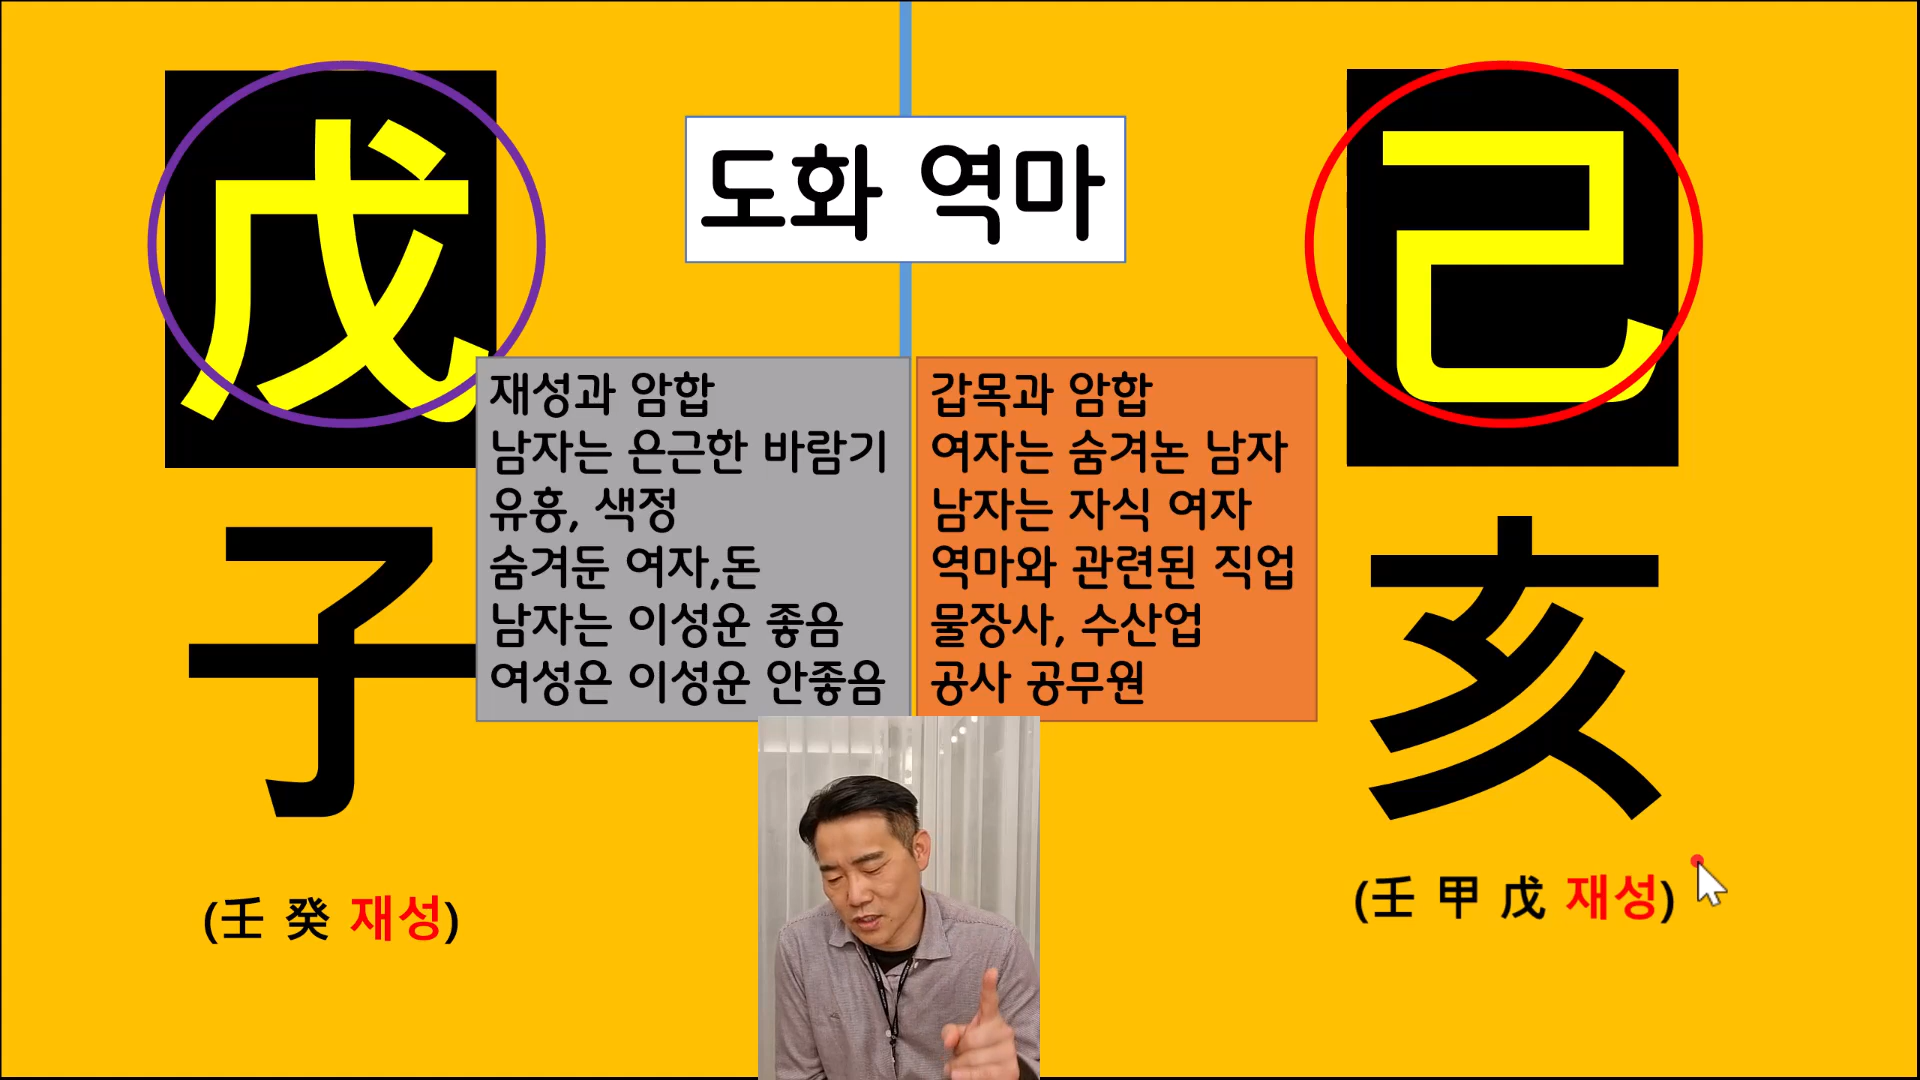 도화 역마
戊
子
(壬 癸 재성)
재성과 암합
남자는 은근한 바람기
유흥, 색정
숨겨둔 여자,돈
남자는 이성운 좋음
여성은 이성운 안좋음
갑목과 암합
여자는 숨겨논 남자
남자는 자식 여자
역마와 관련된 직업
물장사, 수산업
공사 공무원
己
亥
(壬 甲 戊 재성)